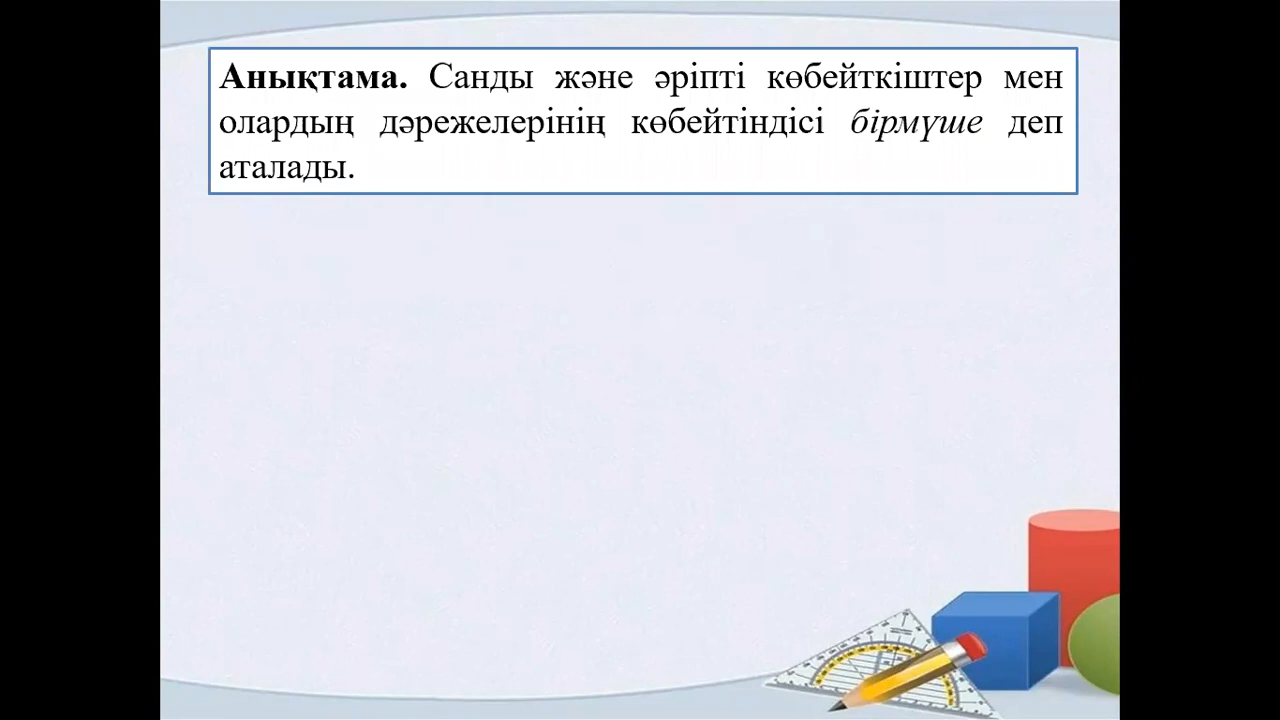 Анықтама. Санды және әріпті көбейткіштер мен
олардың дәрежелерінің көбейтіндісі бірмүше деп
аталады.